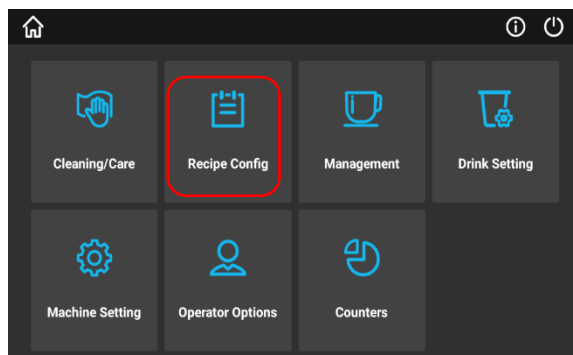 Cleaning/Care
Recipe Config
Management
Drink Setting
Machine Setting
Operator Options
Counters